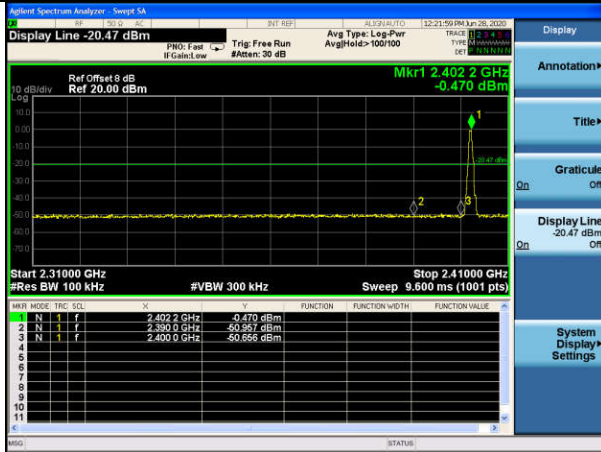 Agilent Spectrum Analyzer - Swept SA
RF 50 Ω AC INT REF ALIGNAUTO 12:21:59 PM Jun 28, 2020
Display Line -20.47 dBm
PNO: Fast Trig: Free Run
IFGain:Low #Atten: 30 dB
Avg Type: Log-Pwr
Avg|Hold:>100/100
TRACE 1 2 3 4 5 6
TYPE M
DET P N N N N N
Display
Mkr1 2.402 2 GHz
-0.470 dBm
Ref Offset 8 dB
10 dB/div Ref 20.00 dBm
Log
10.0
0.00
-10.0
-20.0
-30.0
-40.0
-50.0
-60.0
-70.0
1
-20.47 dBm
2
3
Start 2.31000 GHz Stop 2.41000 GHz
#Res BW 100 kHz #VBW 300 kHz Sweep 9.600 ms (1001 pts)
MKR MODE TRC SCL X Y FUNCTION FUNCTION WIDTH FUNCTION VALUE
1 N 1 f 2.402 2 GHz -0.470 dBm
2 N 1 f 2.390 0 GHz -50.957 dBm
3 N 1 f 2.400 0 GHz -50.656 dBm
4
5
6
7
8
9
10
11
Annotation
Title
Graticule
On Off
Display Line
-20.47 dBm
On Off
System
Display
Settings
MSG STATUS